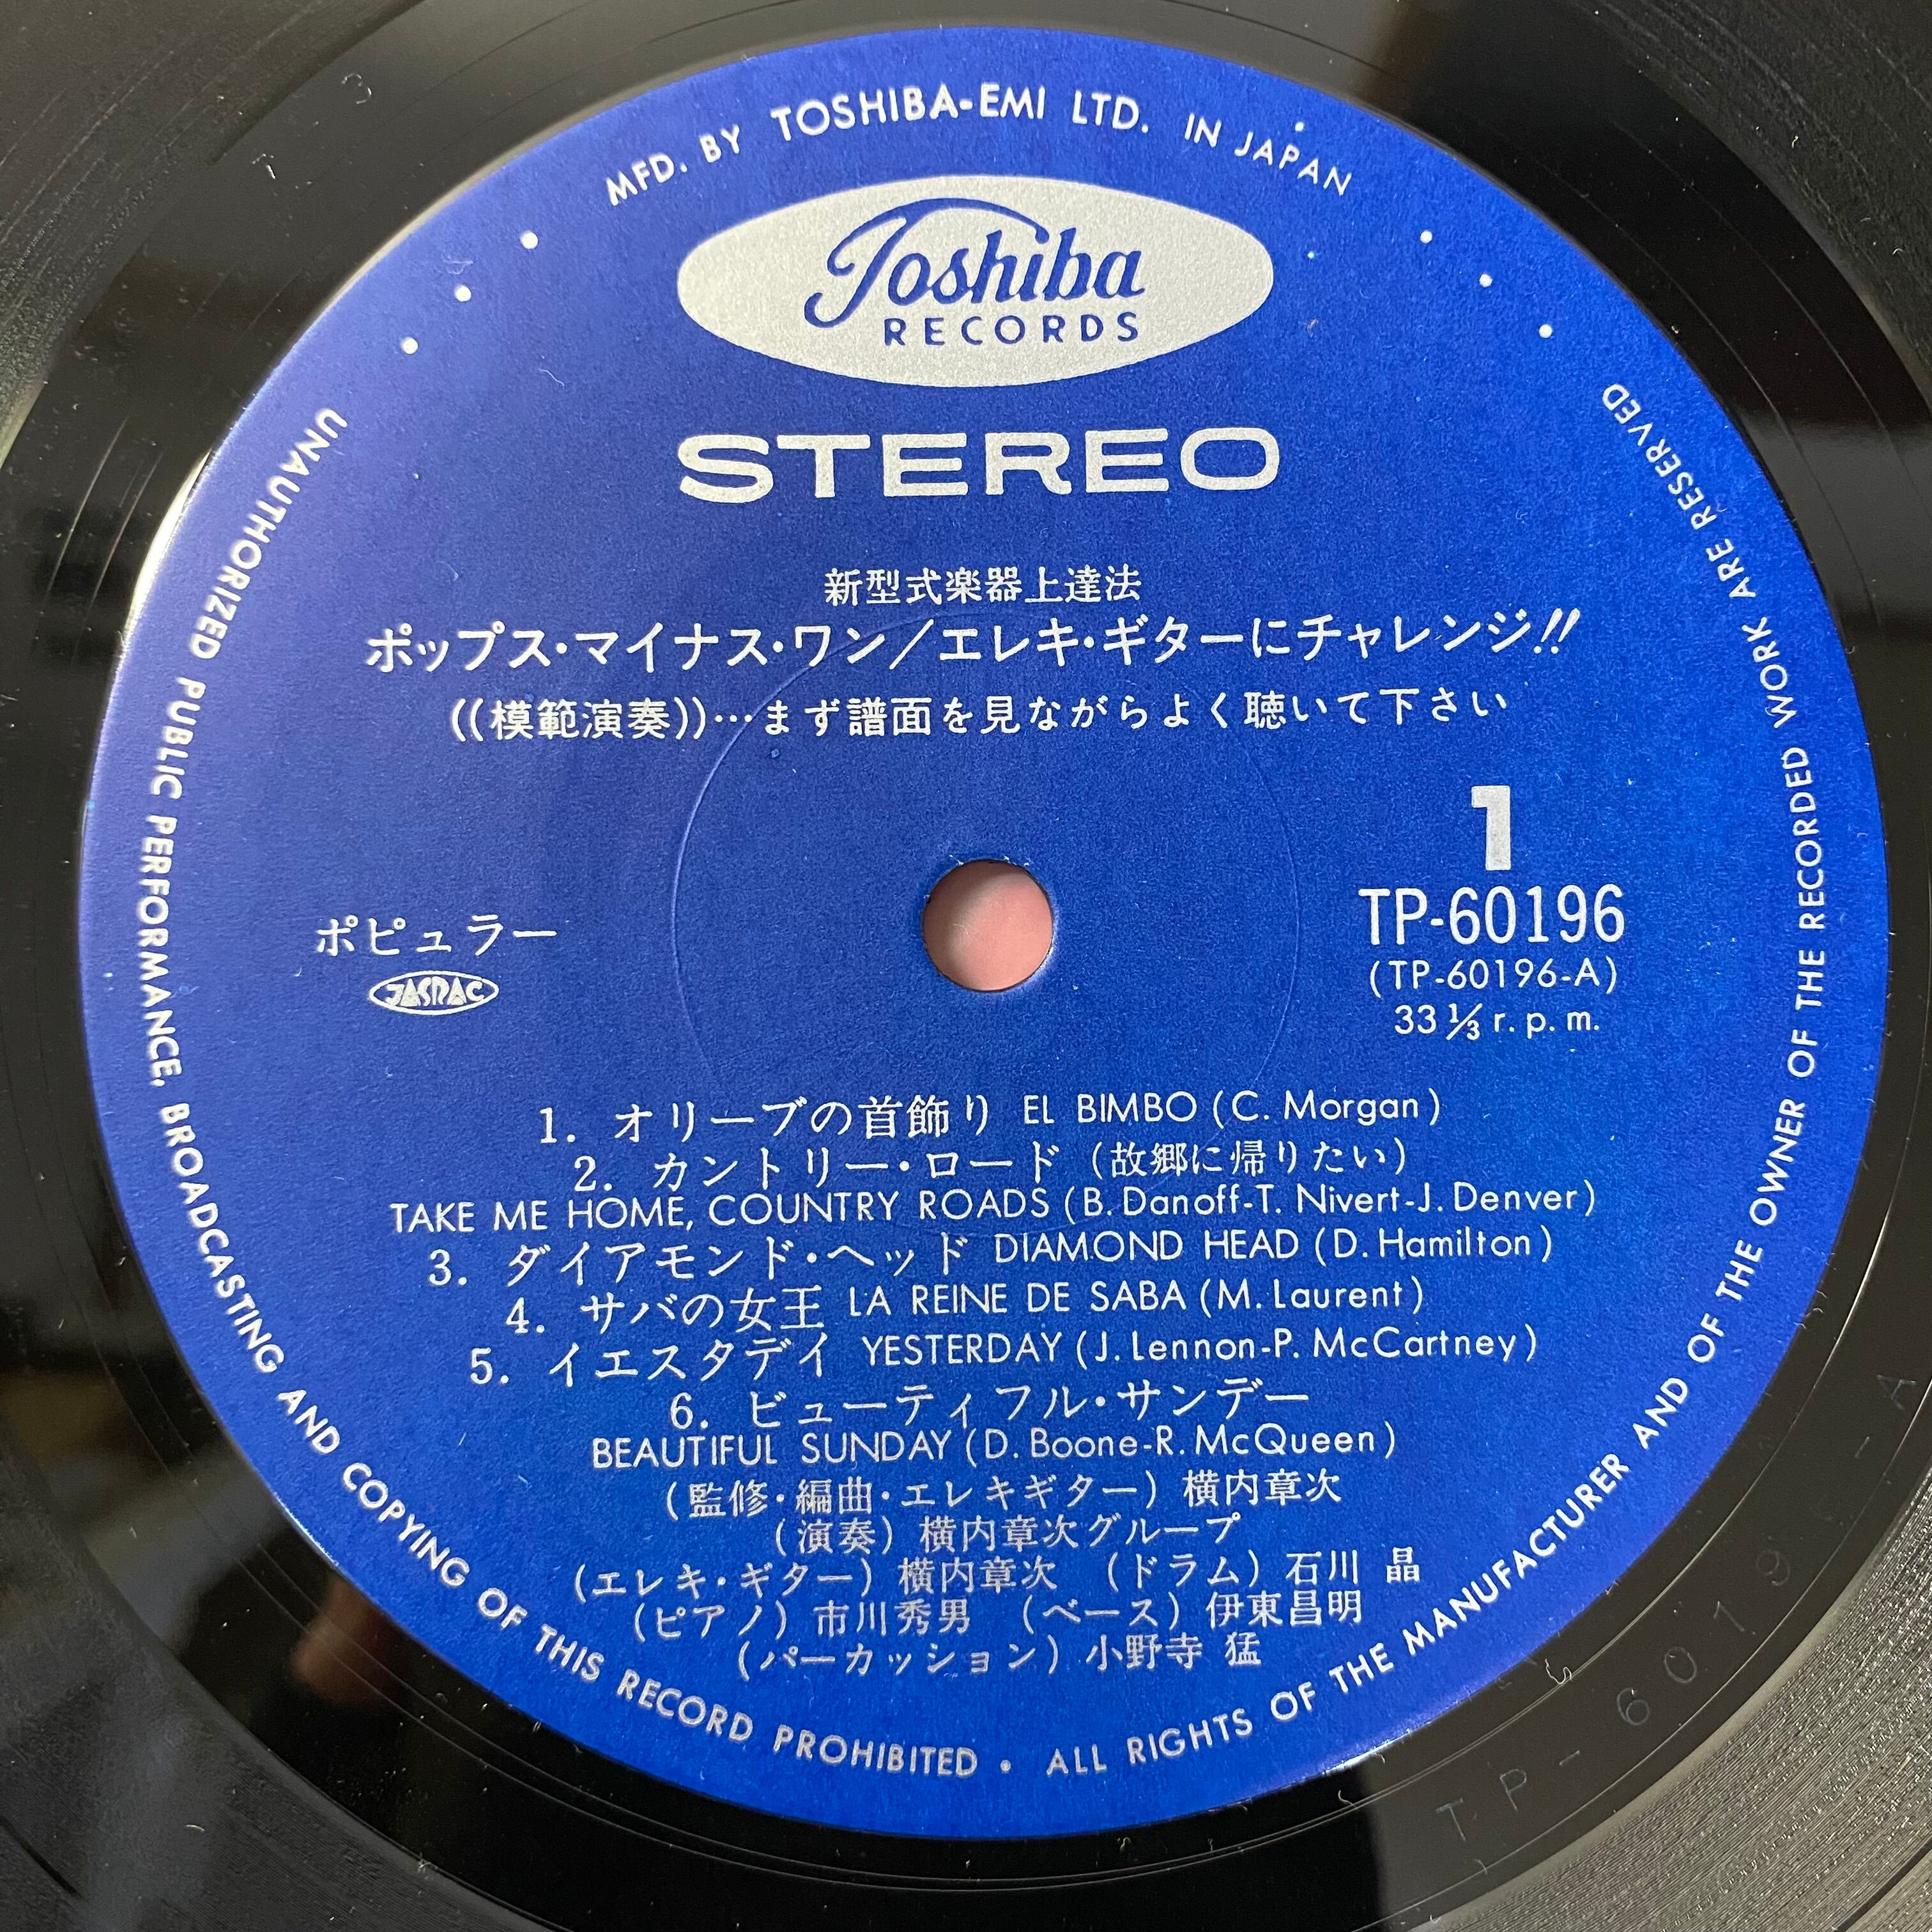 MFD. BY TOSHIBA-EMI LTD. IN JAPAN
Toshiba
RECORDS
STEREO
新型式楽器上達法
ポップス・マイナス・ワン/エレキ・ギターにチャレンジ!!
((模範演奏))…まず譜面を見ながらよく聴いて下さい
1
ポピュラー
JASRAC
TP-60196
(TP-60196-A)
33 1/3 r. p. m.
1. オリーブの首飾り EL BIMBO (C. Morgan)
2. カントリー・ロード (故郷に帰りたい)
TAKE ME HOME, COUNTRY ROADS (B. Danoff-T. Nivert-J. Denver)
3. ダイアモンド・ヘッド DIAMOND HEAD (D. Hamilton)
4. サバの女王 LA REINE DE SABA (M. Laurent)
5. イエスタデイ YESTERDAY (J. Lennon-P. McCartney)
6. ビューティフル・サンデー
BEAUTIFUL SUNDAY (D. Boone-R. McQueen)
(監修・編曲・エレキギター) 横内章次
(演奏) 横内章次グループ
(エレキ・ギター) 横内章次 (ドラム) 石川 晶
(ピアノ) 市川秀男 (ベース) 伊東昌明
(パーカッション) 小野寺 猛
UNAUTHORIZED PUBLIC PERFORMANCE, BROADCASTING AND COPYING OF THIS RECORD PROHIBITED • ALL RIGHTS OF THE MANUFACTURER AND OF THE OWNER OF THE RECORDED WORK ARE RESERVED